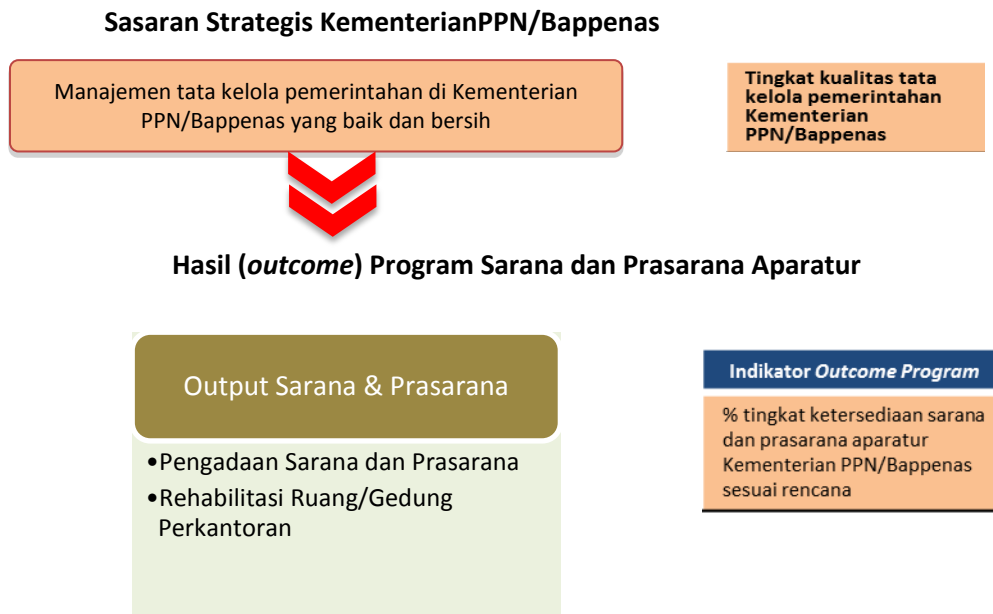 Sasaran Strategis KementerianPPN/Bappenas
Manajemen tata kelola pemerintahan di Kementerian
PPN/Bappenas yang baik dan bersih
Tingkat kualitas tata
kelola pemerintahan
Kementerian
PPN/Bappenas
Hasil (outcome) Program Sarana dan Prasarana Aparatur
Output Sarana & Prasarana
•Pengadaan Sarana dan Prasarana
•Rehabilitasi Ruang/Gedung
Perkantoran
Indikator Outcome Program
% tingkat ketersediaan sarana
dan prasarana aparatur
Kementerian PPN/Bappenas
sesuai rencana